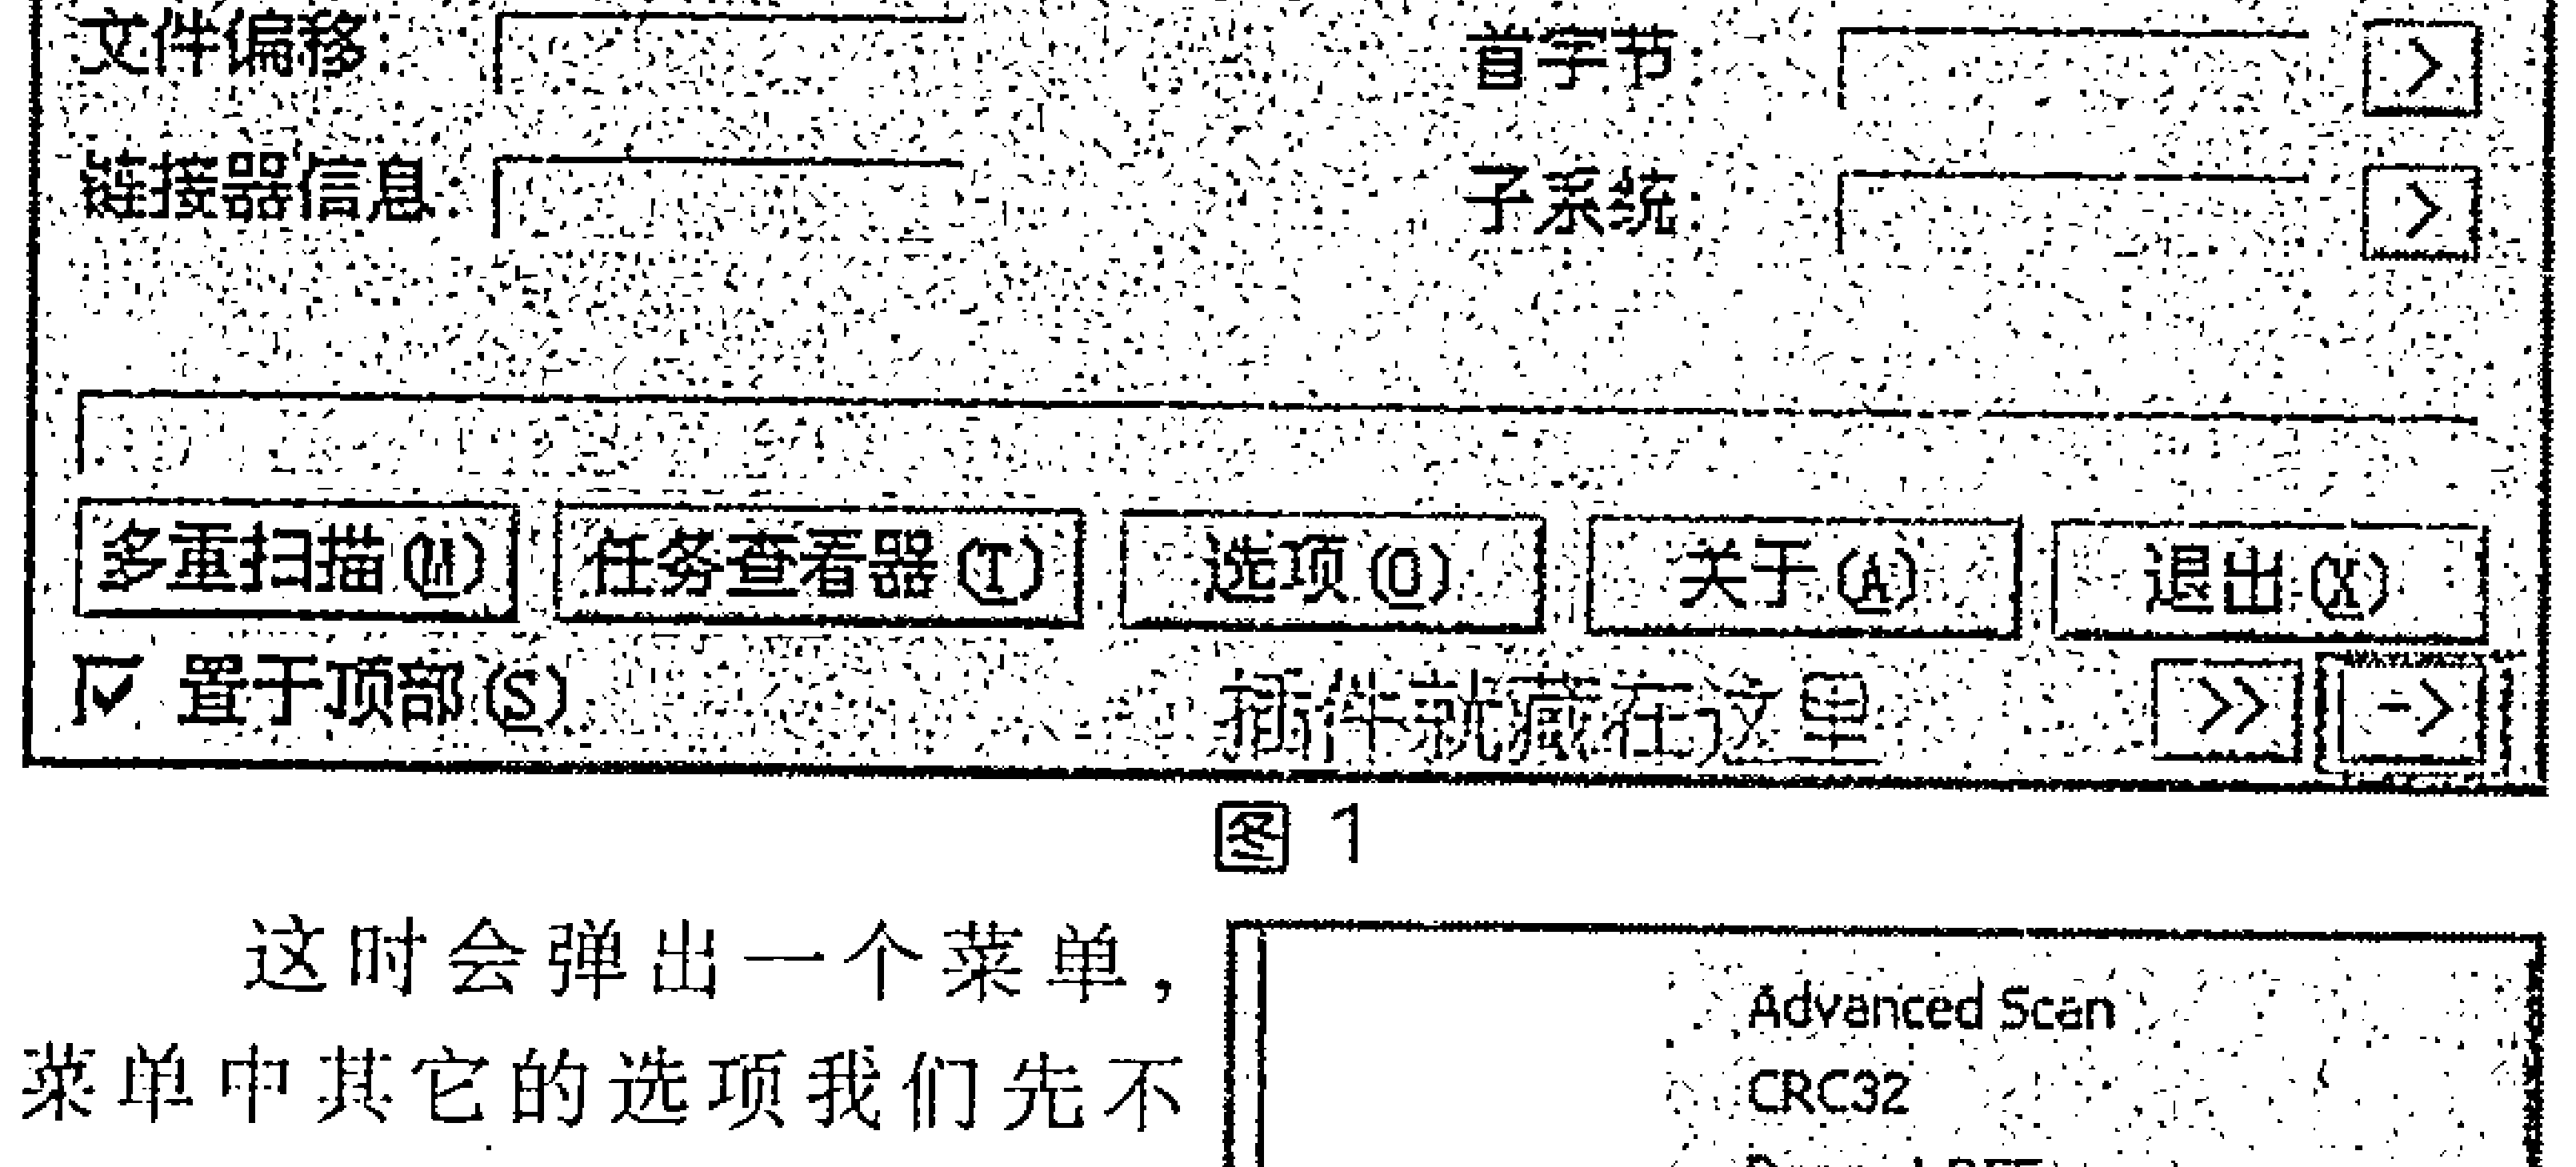 文件偏移: 首字节: >
链接器信息: 子系统: >
多重扫描(M) 任务查看器(T) 选项(O) 关于(A) 退出(X)
置于顶部(S) 插件就藏在这里 >> ->
图 1
这时会弹出一个菜单,
菜单中其它的选项我们先不
Advanced Scan
CRC32